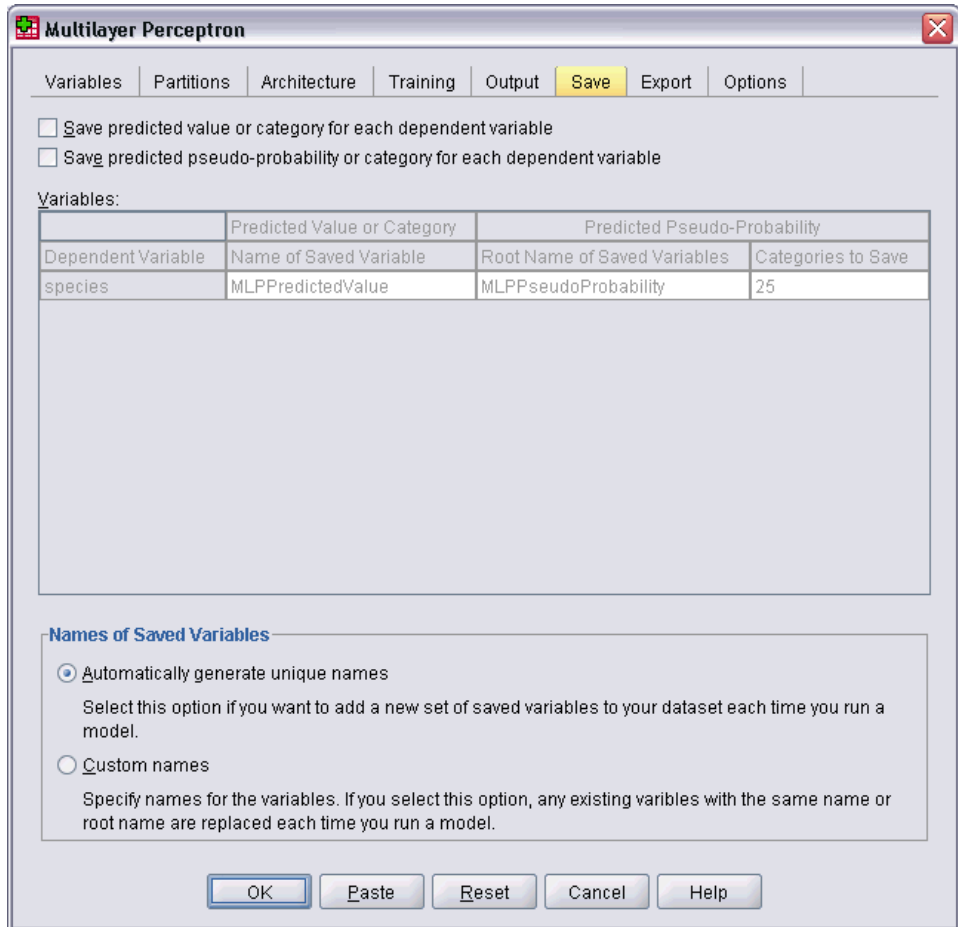 Multilayer Perceptron
Variables Partitions Architecture Training Output Save Export Options
Save predicted value or category for each dependent variable
Save predicted pseudo-probability or category for each dependent variable
Variables:
Predicted Value or Category Predicted Pseudo-Probability
Dependent Variable Name of Saved Variable Root Name of Saved Variables Categories to Save
species MLPPredictedValue MLPPseudoProbability 25
Names of Saved Variables
Automatically generate unique names
Select this option if you want to add a new set of saved variables to your dataset each time you run a
model.
Custom names
Specify names for the variables. If you select this option, any existing varibles with the same name or
root name are replaced each time you run a model.
OK Paste Reset Cancel Help